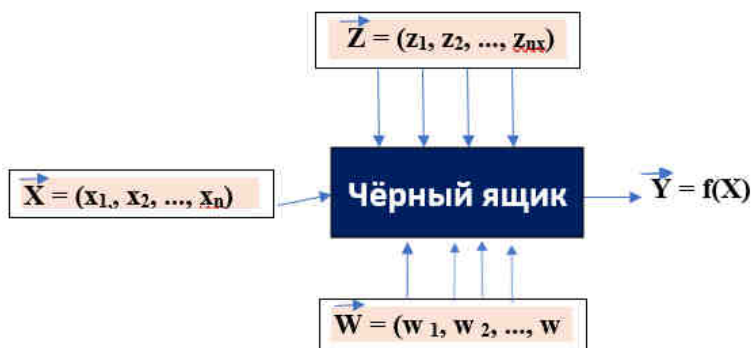 Z = (z1, z2, ..., znx)
X = (x1,, x2, ..., xn)
Чёрный ящик
Y = f(X)
W = (w 1, w 2, ..., w